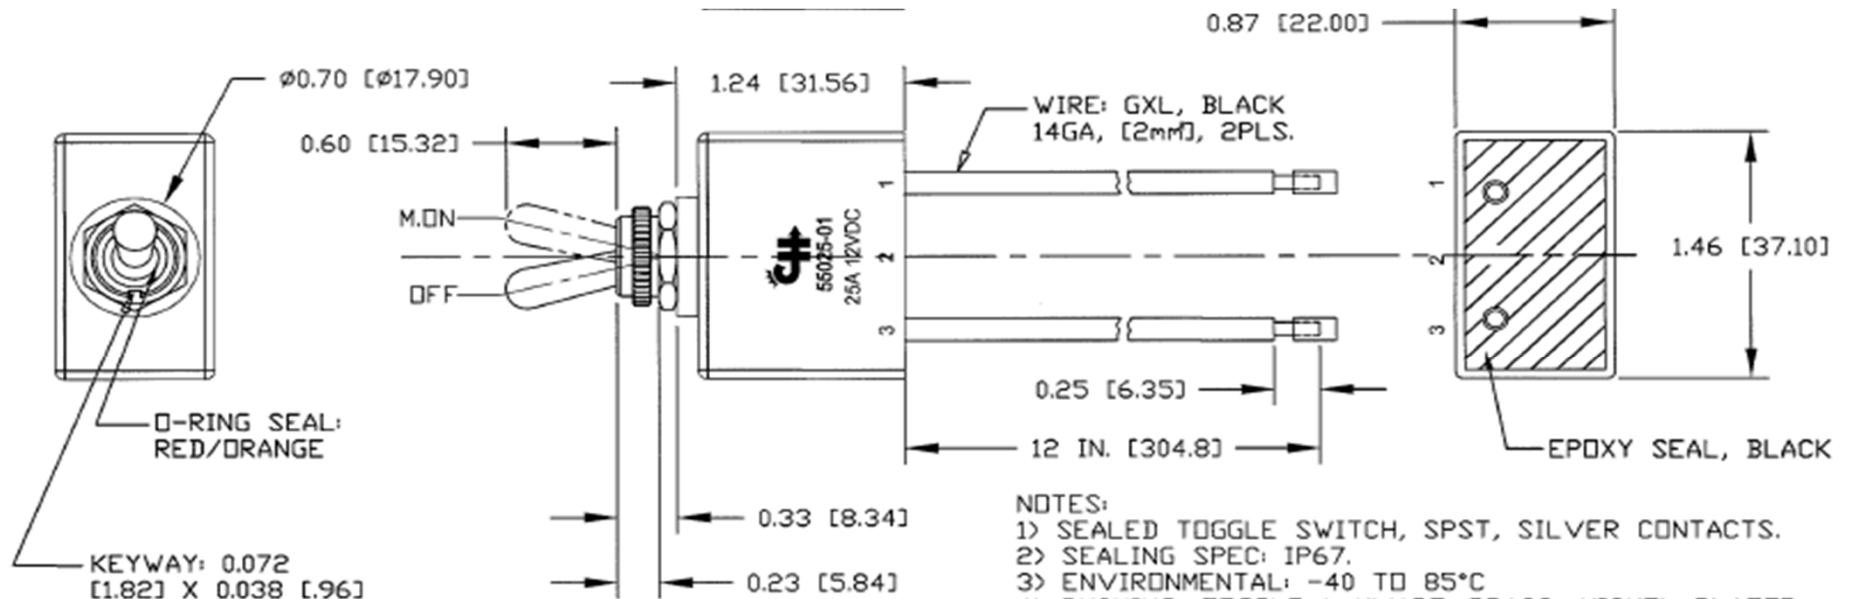 0.87 [22.00]
Ø0.70 [Ø17.90]
1.24 [31.56]
WIRE: GXL, BLACK
14GA, [2mm²], 2PLS.
0.60 [15.32]
M.ON
OFF
1
2
3
55025-01
25A 12VDC
1
2
3
1.46 [37.10]
0.25 [6.35]
O-RING SEAL:
RED/ORANGE
12 IN. [304.8]
EPOXY SEAL, BLACK
0.33 [8.34]
0.23 [5.84]
KEYWAY: 0.072
[1.82] X 0.038 [.96]
NOTES:
1) SEALED TOGGLE SWITCH, SPST, SILVER CONTACTS.
2) SEALING SPEC: IP67.
3) ENVIRONMENTAL: -40 TO 85°C